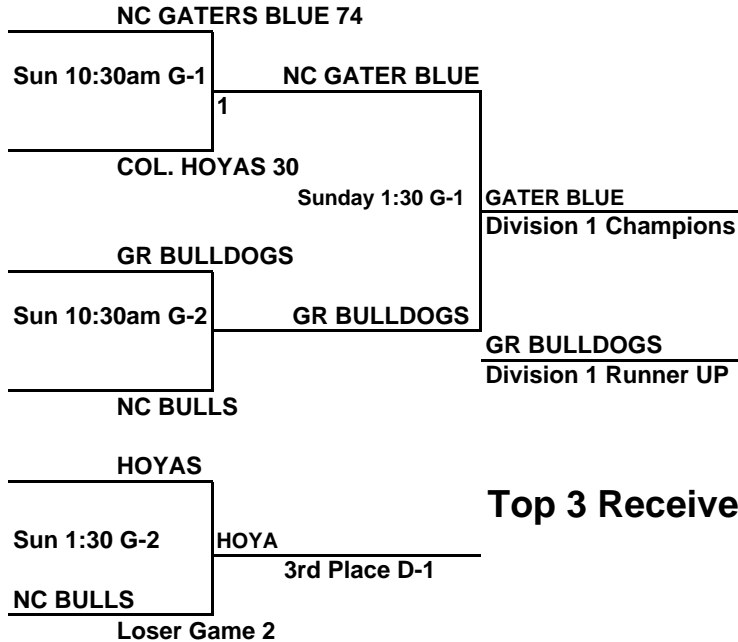 NC GATERS BLUE 74
Sun 10:30am G-1
NC GATER BLUE
1
COL. HOYAS 30
Sunday 1:30 G-1
GATER BLUE
Division 1 Champions
GR BULLDOGS
Sun 10:30am G-2
GR BULLDOGS
GR BULLDOGS
Division 1 Runner UP
NC BULLS
HOYAS
Top 3 Receive
Sun 1:30 G-2
HOYA
3rd Place D-1
NC BULLS
Loser Game 2